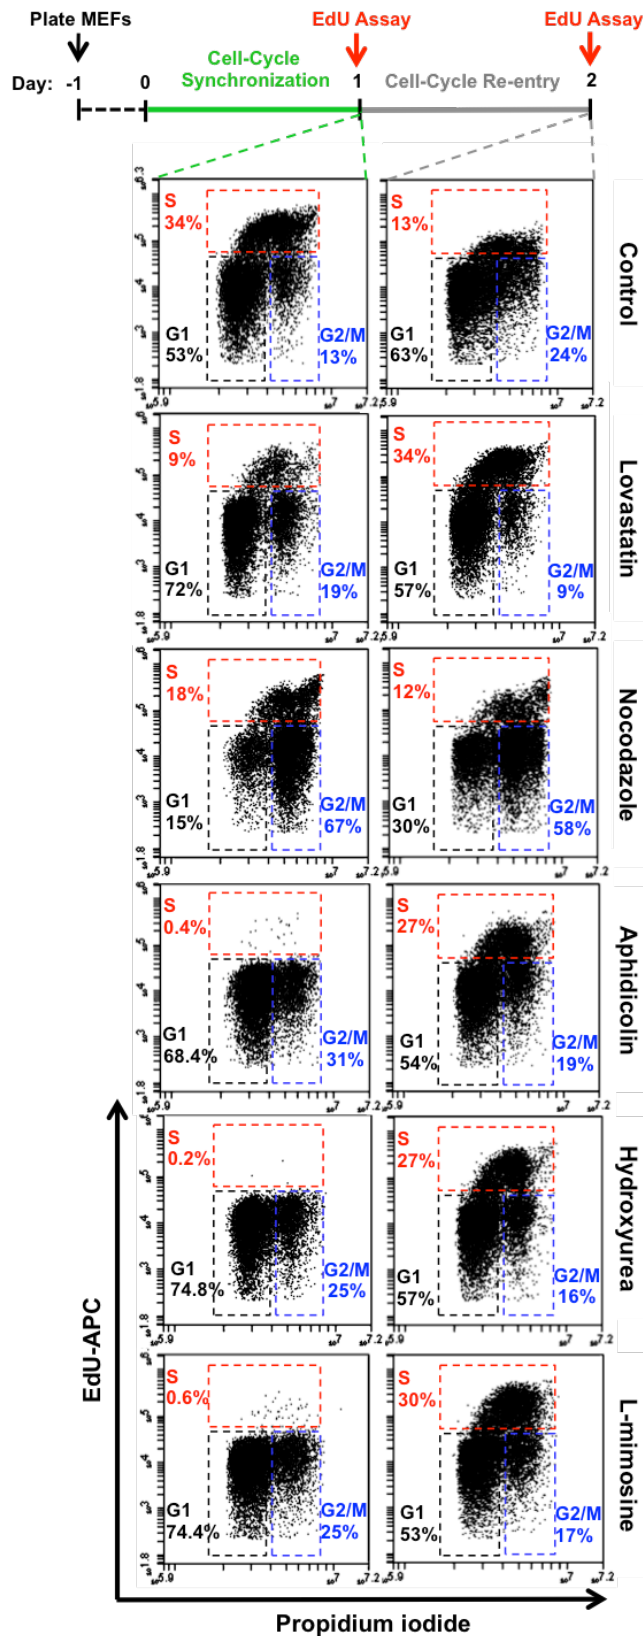 Plate MEFs
EdU Assay
EdU Assay
Cell-Cycle
Synchronization
Cell-Cycle Re-entry
Day: -1 0 1 2
S
34%
G1
53%
G2/M
13%
S
13%
G1
63%
G2/M
24%
Control
S
9%
G1
72%
G2/M
19%
S
34%
G1
57%
G2/M
9%
Lovastatin
S
18%
G1
15%
G2/M
67%
S
12%
G1
30%
G2/M
58%
Nocodazole
S
0.4%
G1
68.4%
G2/M
31%
S
27%
G1
54%
G2/M
19%
Aphidicolin
S
0.2%
G1
74.8%
G2/M
25%
S
27%
G1
57%
G2/M
16%
Hydroxyurea
S
0.6%
G1
74.4%
G2/M
25%
S
30%
G1
53%
G2/M
17%
L-mimosine
EdU-APC
Propidium iodide